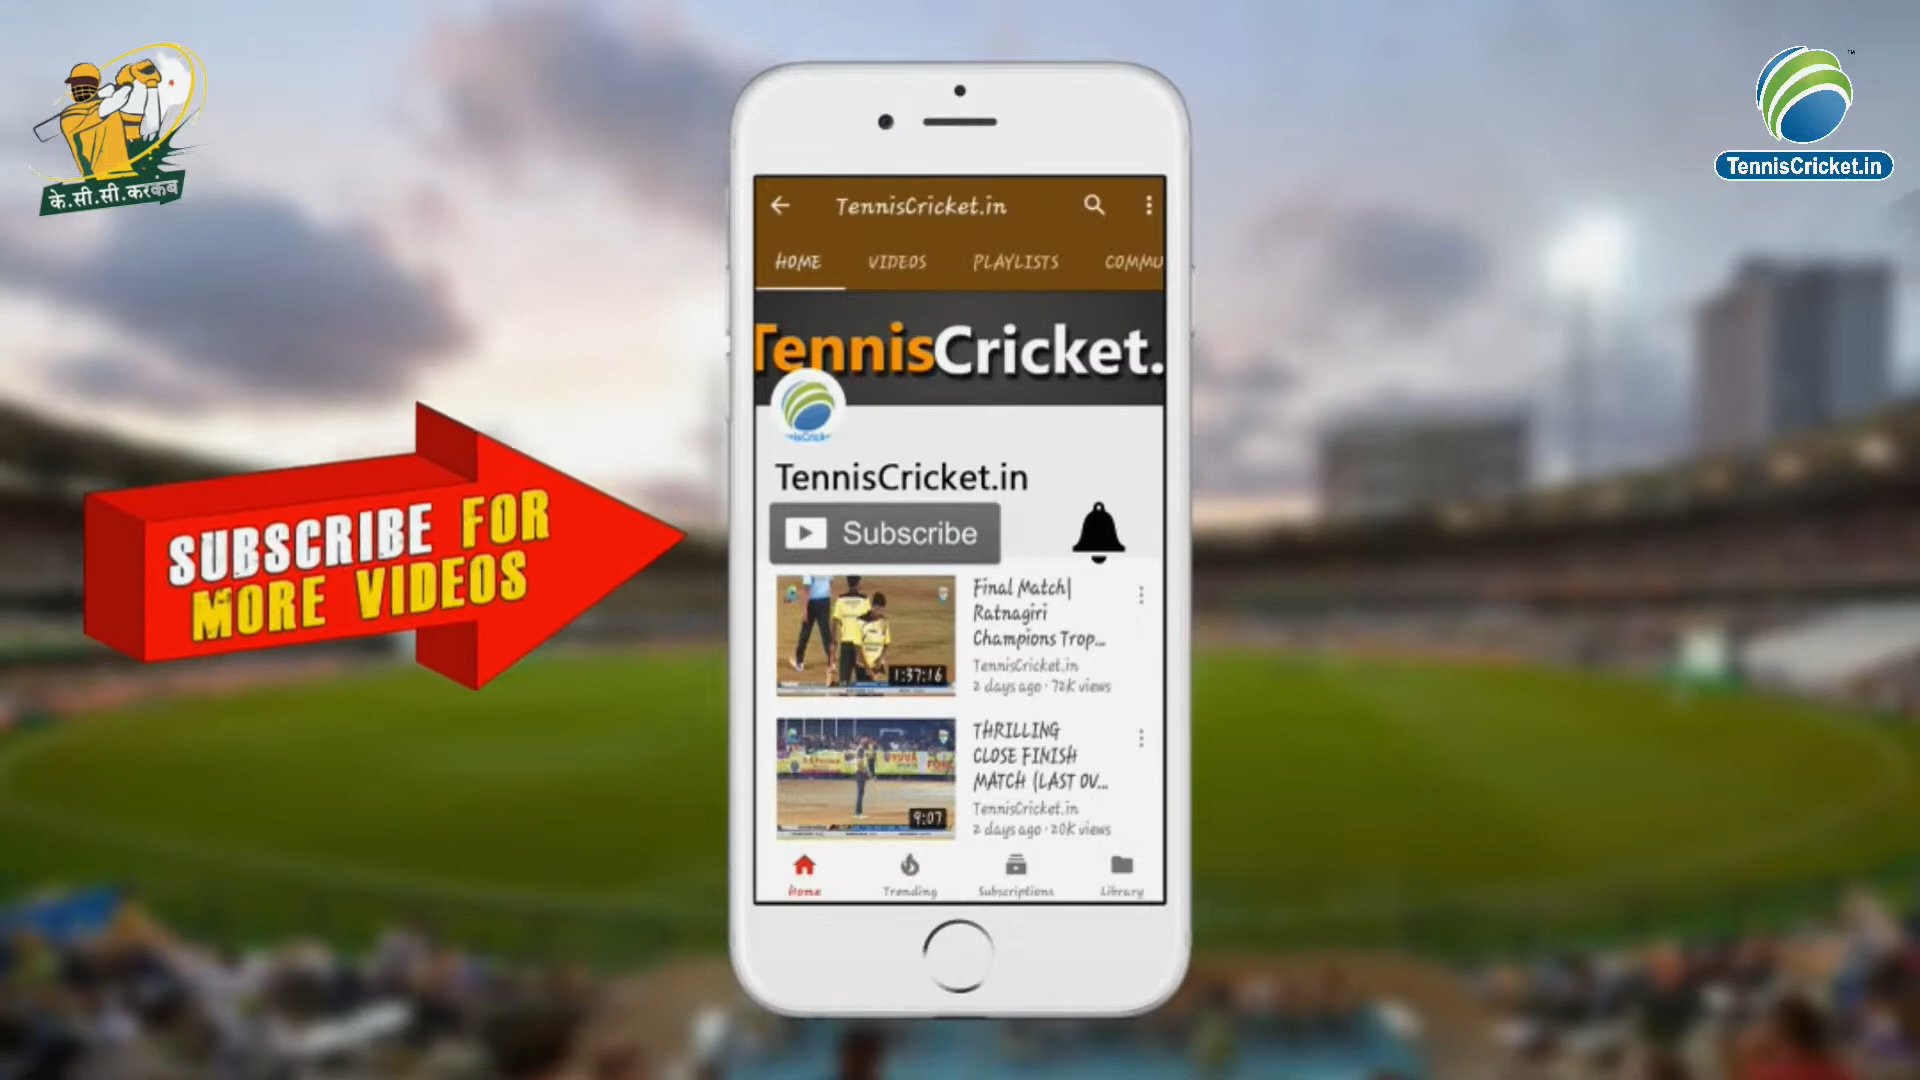 के.सी.सी.करकंब
TennisCricket.in
SUBSCRIBE FOR
MORE VIDEOS
TennisCricket.in
HOME VIDEOS PLAYLISTS COMMU
TennisCricket.
TennisCricket.in
Subscribe
Final Match|
Ratnagiri
Champions Trop...
TennisCricket.in
2 days ago · 72K views
1:37:16
THRILLING
CLOSE FINISH
MATCH (LAST OV...
TennisCricket.in
2 days ago · 20K views
9:07
Home Trending Subscriptions Library